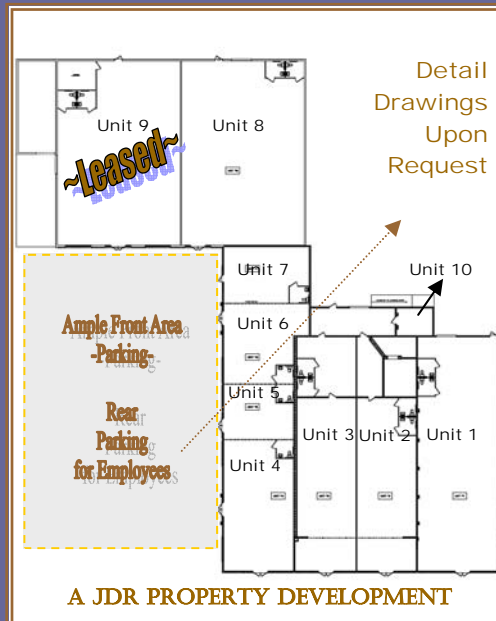 Detail
Drawings
Upon
Request
Unit 9
Unit 8
~Leased~
Unit 7
Unit 10
Unit 6
Ample Front Area
-Parking-
Unit 5
Rear
Parking
for Employees
Unit 3
Unit 2
Unit 1
Unit 4
A JDR PROPERTY DEVELOPMENT